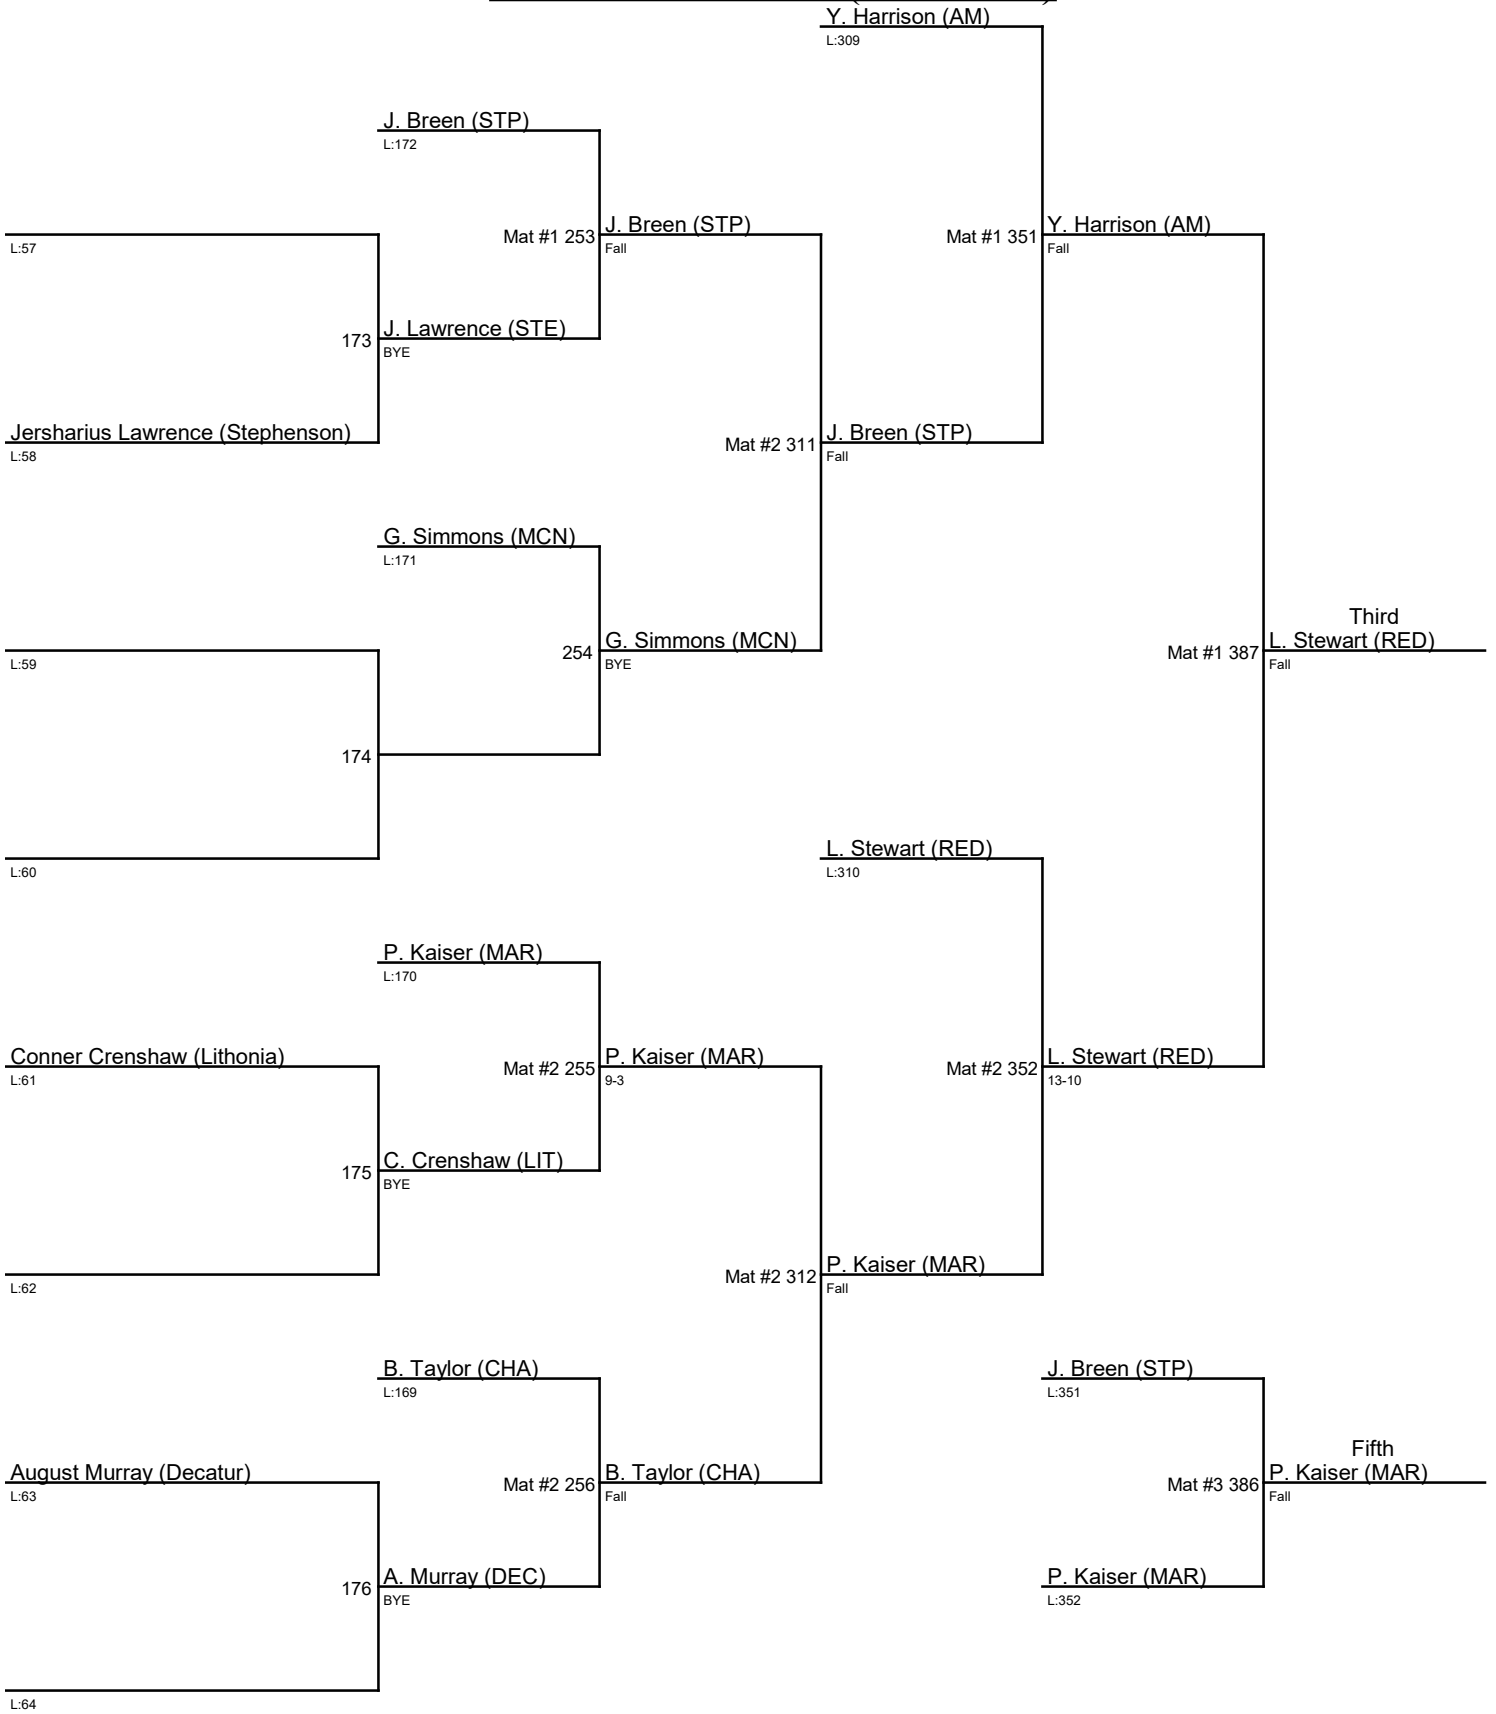 Y. Harrison (AM)
L:309
J. Breen (STP)
L:172
L:57
Mat #1 253
J. Breen (STP)
Fall
Mat #1 351
Y. Harrison (AM)
Fall
173
J. Lawrence (STE)
BYE
Jersharius Lawrence (Stephenson)
L:58
Mat #2 311
J. Breen (STP)
Fall
G. Simmons (MCN)
L:171
L:59
254
G. Simmons (MCN)
BYE
Third
Mat #1 387
L. Stewart (RED)
Fall
174
L:60
L. Stewart (RED)
L:310
P. Kaiser (MAR)
L:170
Conner Crenshaw (Lithonia)
L:61
Mat #2 255
P. Kaiser (MAR)
9-3
Mat #2 352
L. Stewart (RED)
13-10
175
C. Crenshaw (LIT)
BYE
L:62
Mat #2 312
P. Kaiser (MAR)
Fall
B. Taylor (CHA)
L:169
J. Breen (STP)
L:351
August Murray (Decatur)
L:63
Mat #2 256
B. Taylor (CHA)
Fall
Fifth
Mat #3 386
P. Kaiser (MAR)
Fall
176
A. Murray (DEC)
BYE
P. Kaiser (MAR)
L:352
L:64